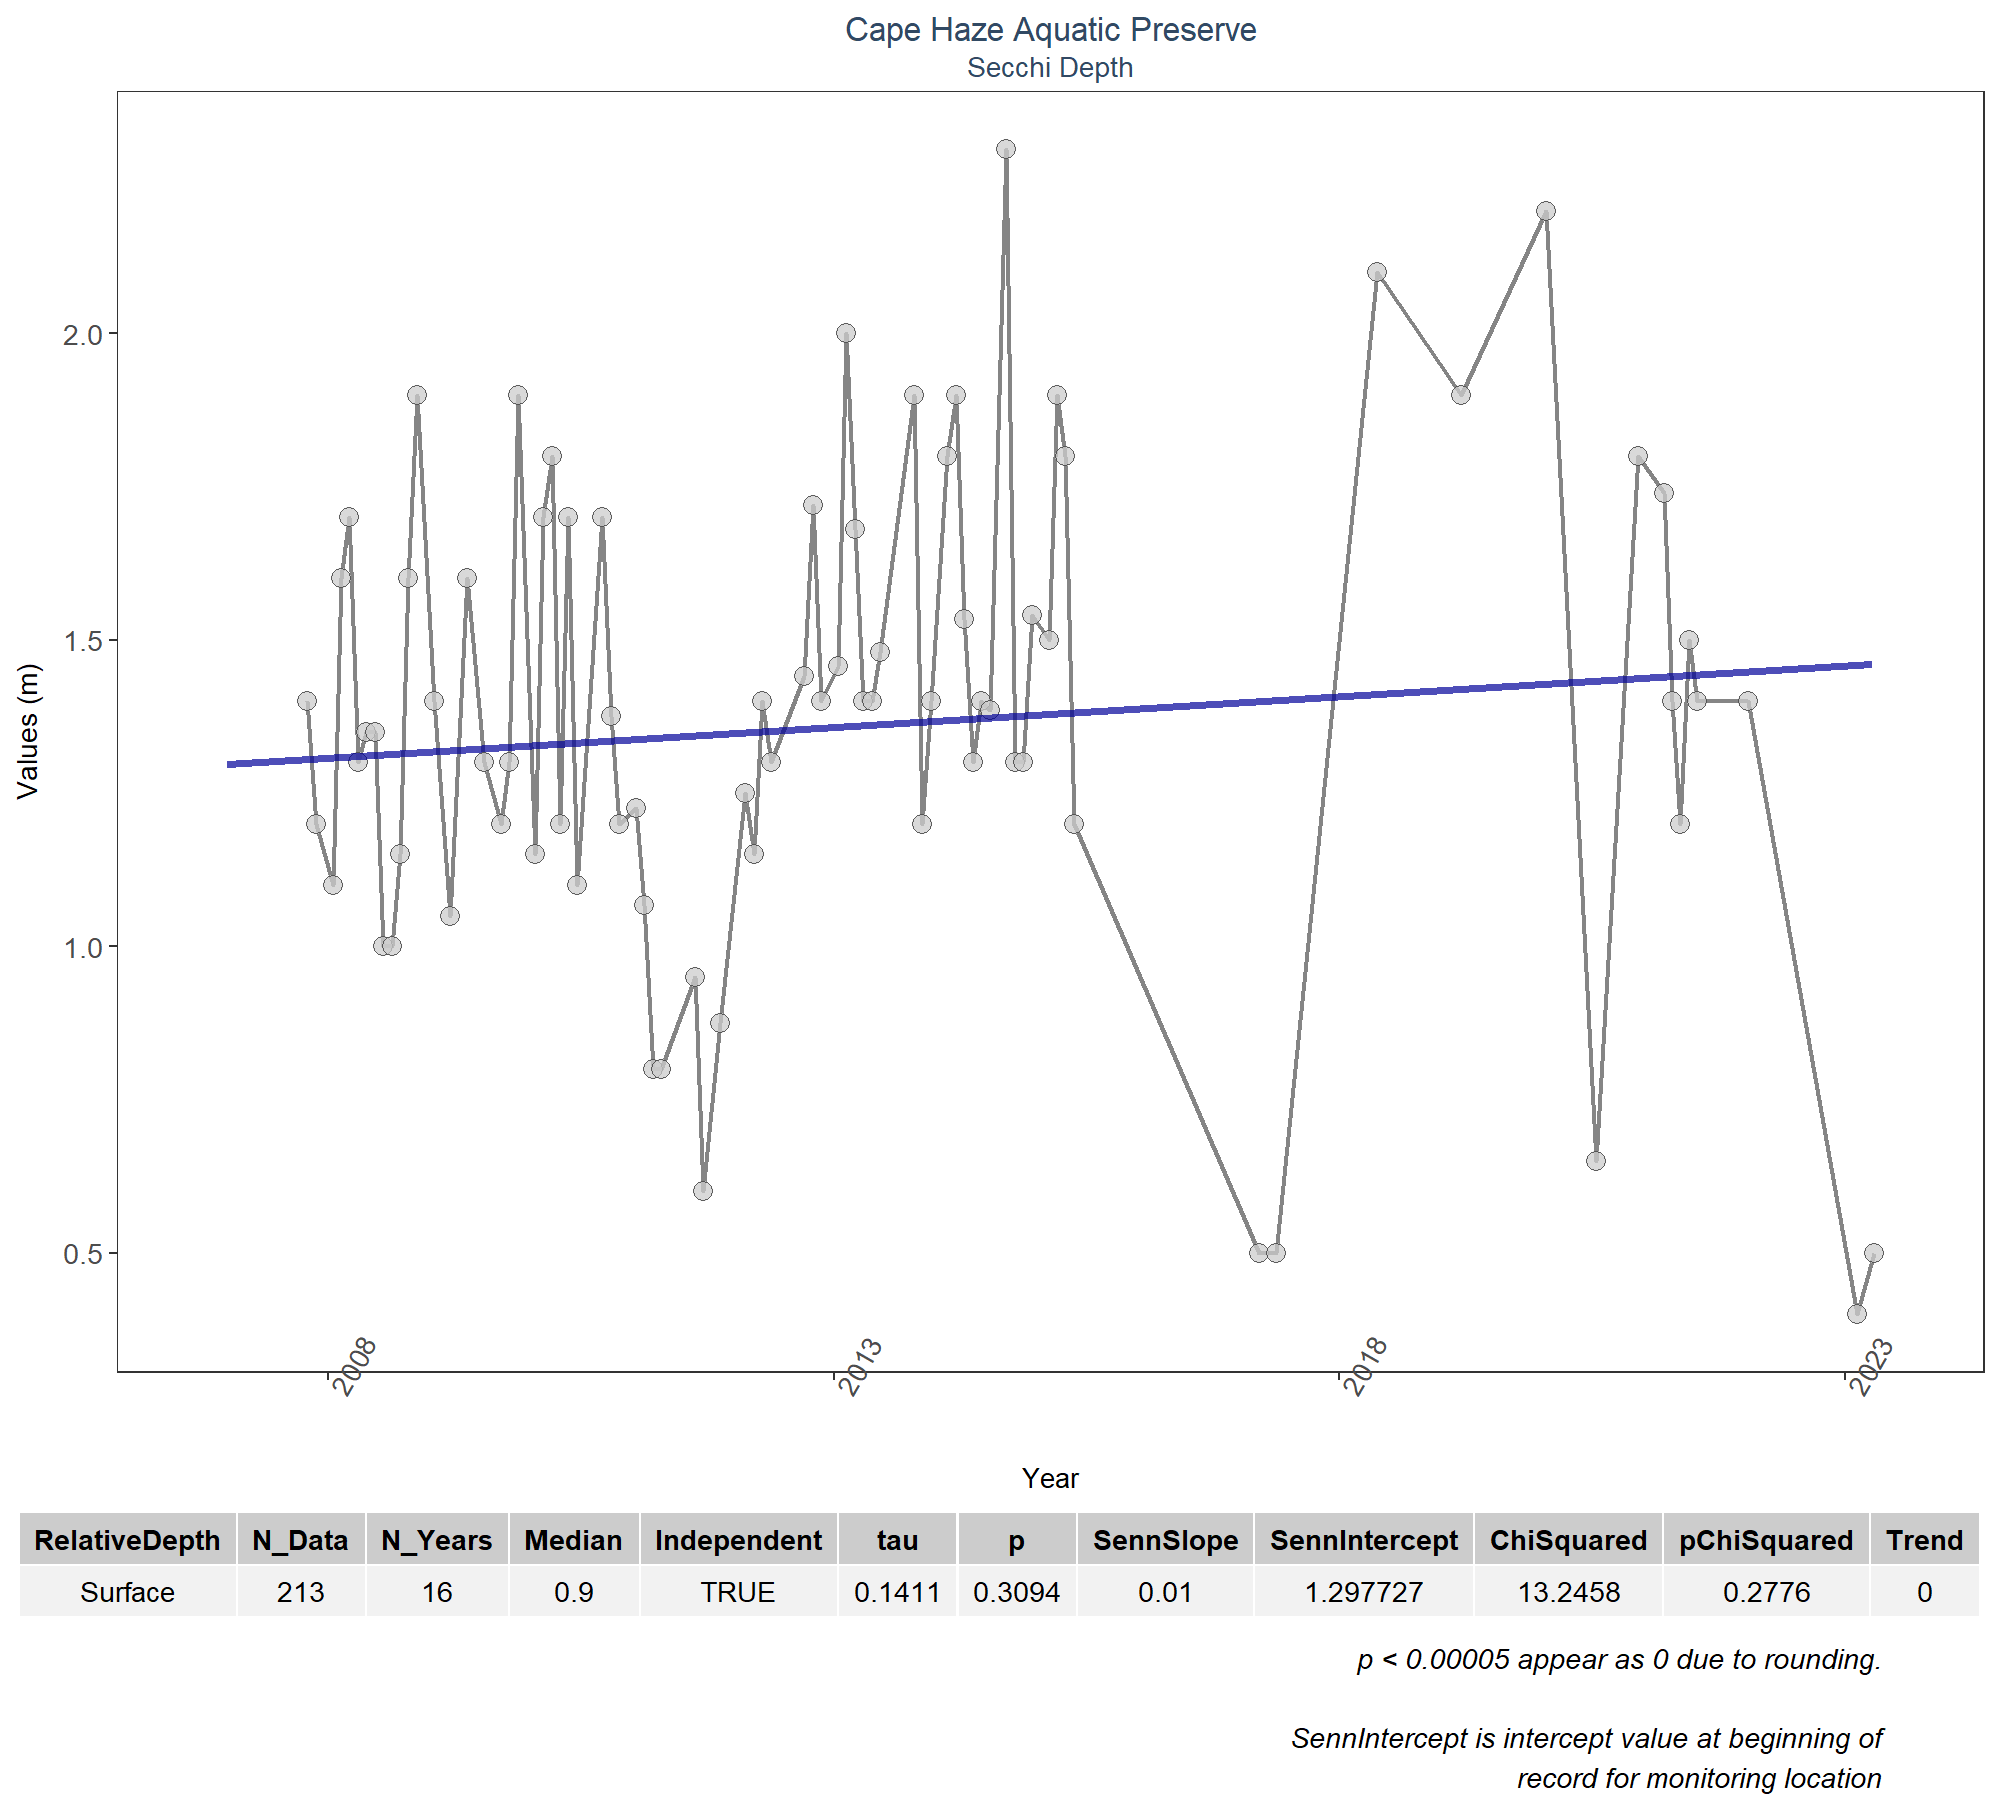 Cape Haze Aquatic Preserve
Secchi Depth
Values (m)
2.0
1.5
1.0
0.5
2008 2013 2018 2023
Year
RelativeDepth N_Data N_Years Median Independent tau p SennSlope SennIntercept ChiSquared pChiSquared Trend
Surface 213 16 0.9 TRUE 0.1411 0.3094 0.01 1.297727 13.2458 0.2776 0
p < 0.00005 appear as 0 due to rounding.
SennIntercept is intercept value at beginning of
record for monitoring location